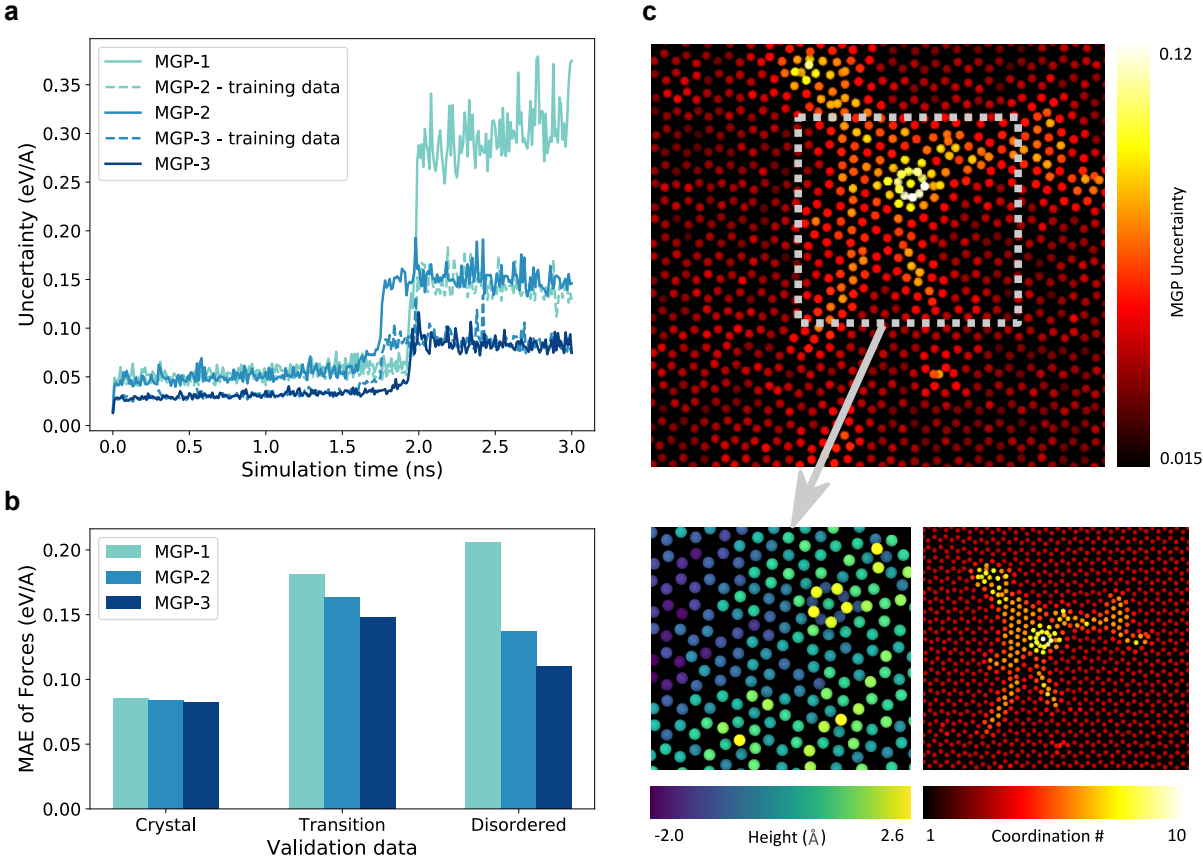 a
MGP-1
MGP-2 - training data
MGP-2
MGP-3 - training data
MGP-3
Uncertainty (eV/A)
0.35
0.30
0.25
0.20
0.15
0.10
0.05
0.00
0.0 0.5 1.0 1.5 2.0 2.5 3.0
Simulation time (ns)
b
MGP-1
MGP-2
MGP-3
MAE of Forces (eV/A)
0.20
0.15
0.10
0.05
0.00
Crystal Transition Disordered
Validation data
c
0.12
MGP Uncertainty
0.015
-2.0 Height (Å) 2.6
1 Coordination # 10